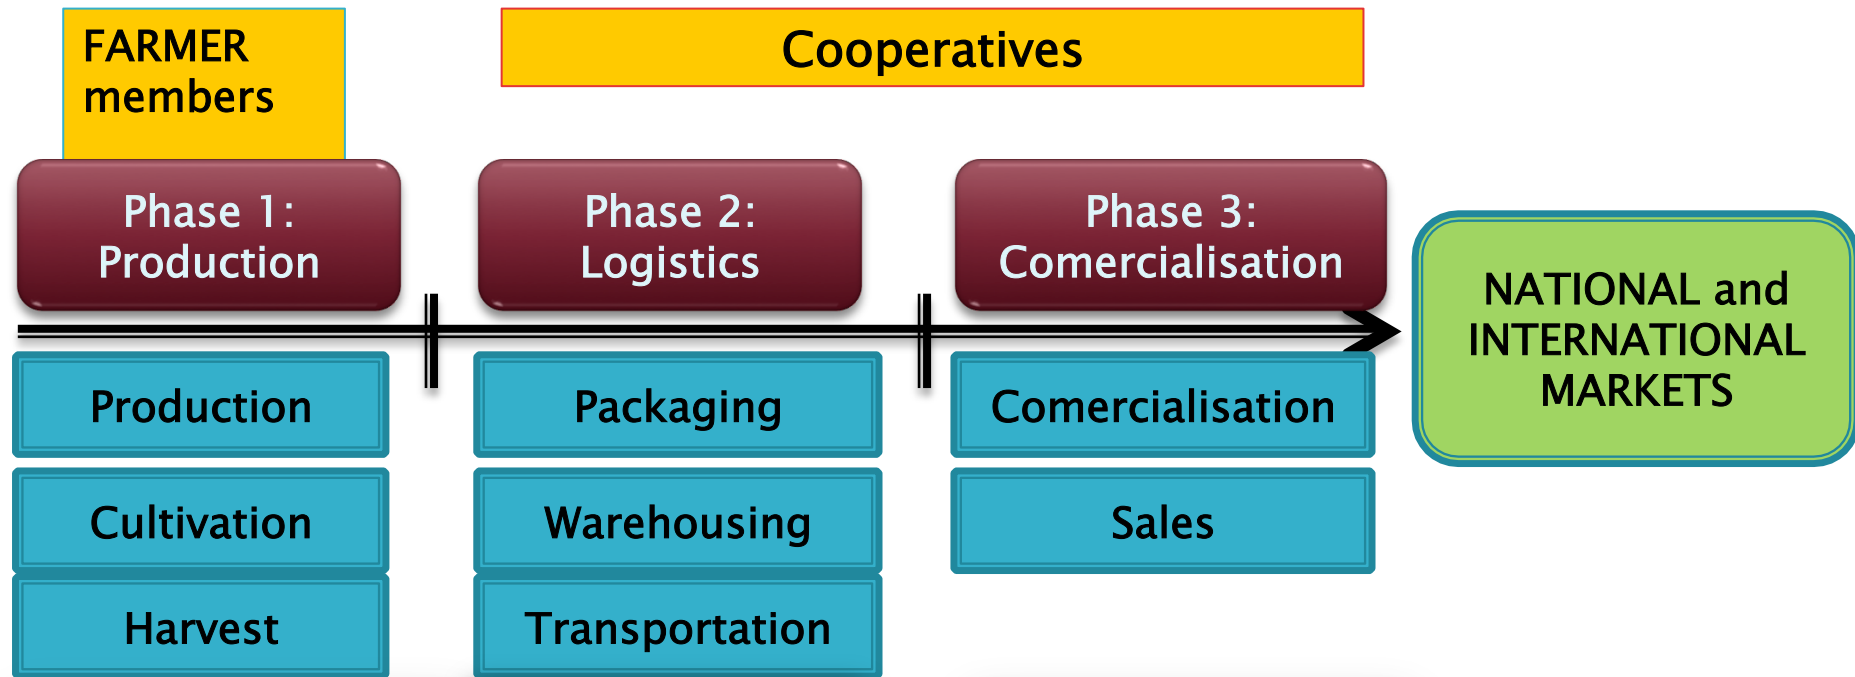 FARMER
members
Cooperatives
Phase 1:
Production
Phase 2:
Logistics
Phase 3:
Comercialisation
NATIONAL and
INTERNATIONAL
MARKETS
Production
Packaging
Comercialisation
Cultivation
Warehousing
Sales
Harvest
Transportation